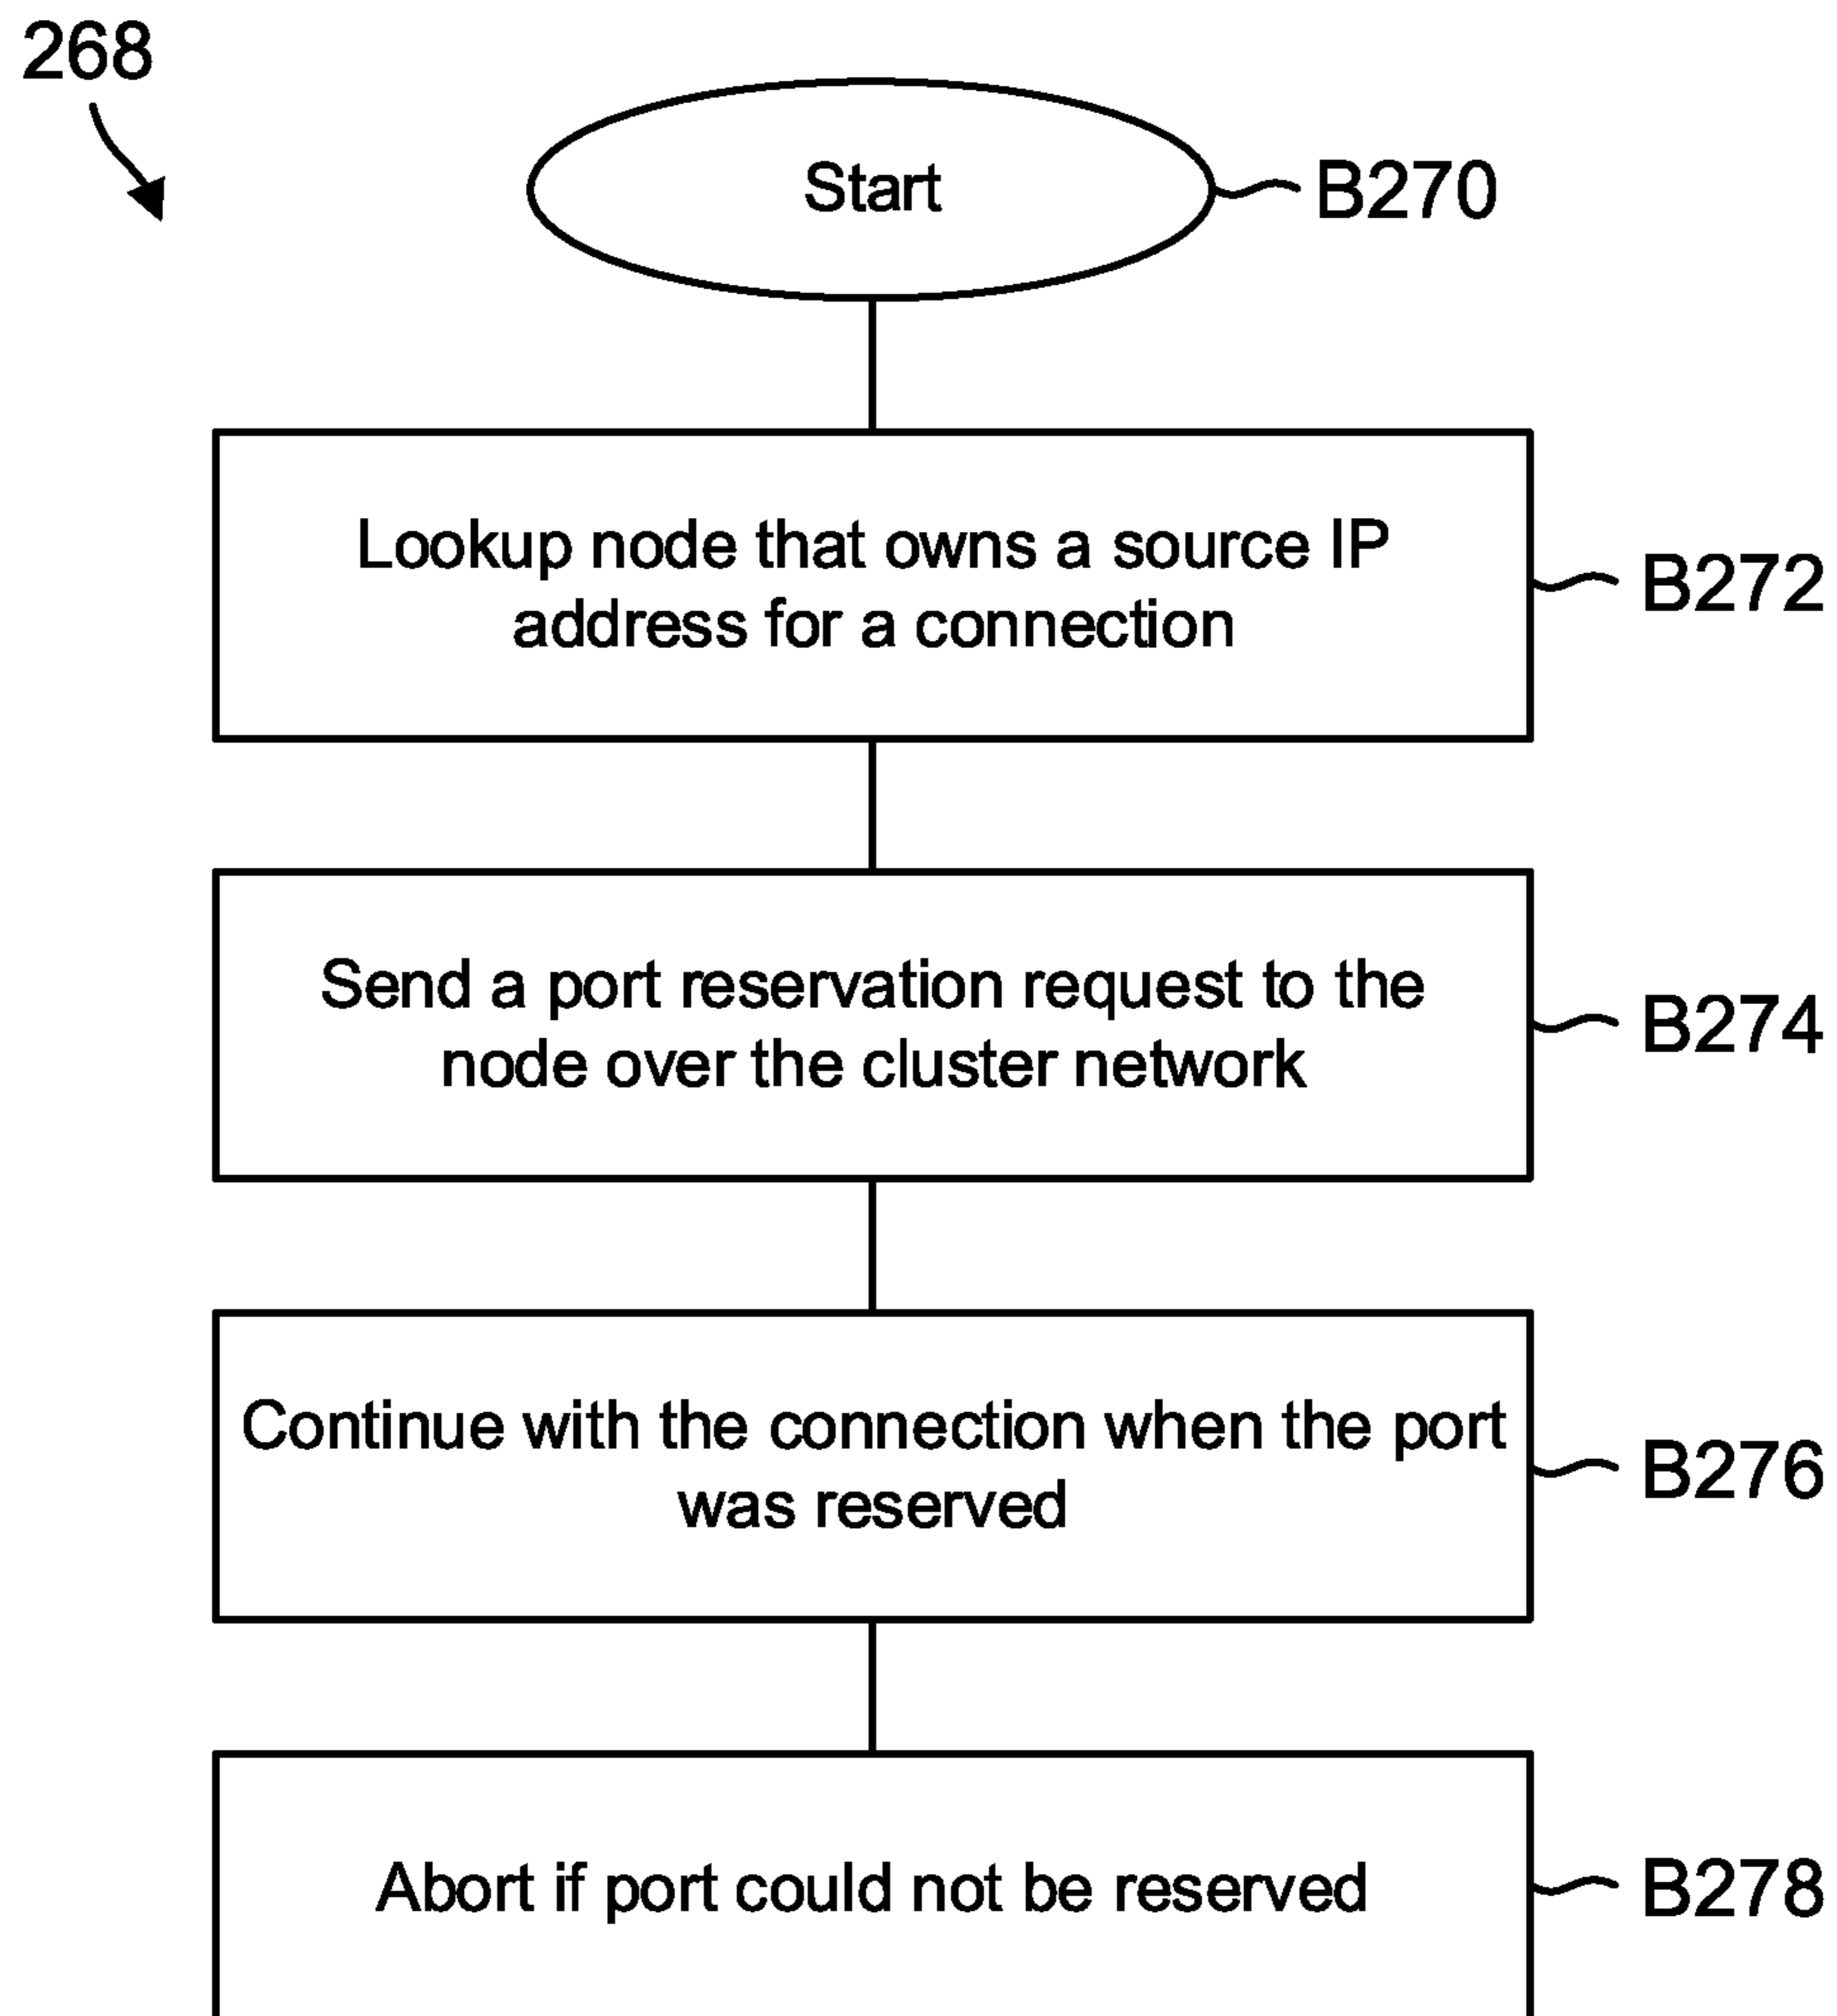 268
Start
B270
Lookup node that owns a source IP
address for a connection
B272
Send a port reservation request to the
node over the cluster network
B274
Continue with the connection when the port
was reserved
B276
Abort if port could not be reserved
B278